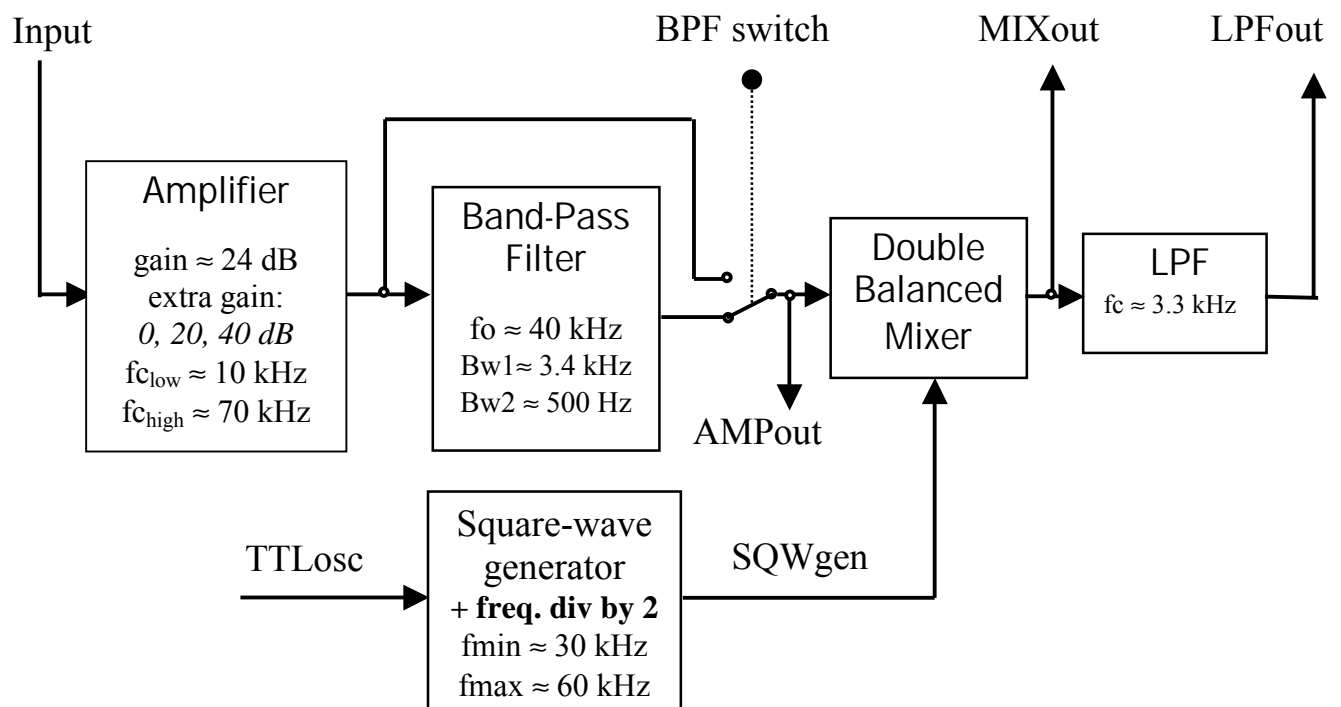 Input
BPF switch
MIXout
LPFout
Amplifier
gain ≈ 24 dB
extra gain:
0, 20, 40 dB
fclow ≈ 10 kHz
fchigh ≈ 70 kHz
Band-Pass
Filter
fo ≈ 40 kHz
Bw1≈ 3.4 kHz
Bw2 ≈ 500 Hz
AMPout
Double
Balanced
Mixer
LPF
fc ≈ 3.3 kHz
TTLosc
Square-wave
generator
+ freq. div by 2
fmin ≈ 30 kHz
fmax ≈ 60 kHz
SQWgen